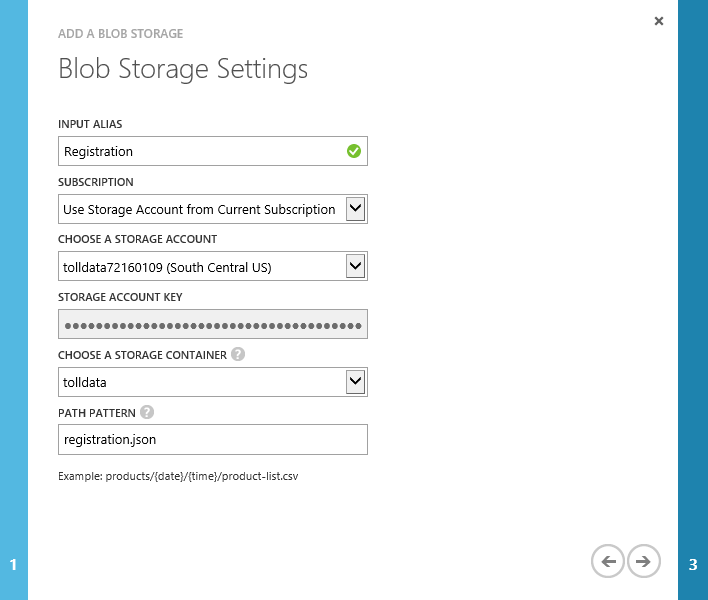 ADD A BLOB STORAGE
Blob Storage Settings
INPUT ALIAS
Registration
SUBSCRIPTION
Use Storage Account from Current Subscription
CHOOSE A STORAGE ACCOUNT
tolldata72160109 (South Central US)
STORAGE ACCOUNT KEY
●●●●●●●●●●●●●●●●●●●●●●●●●●●●●●●●●●●●●●
CHOOSE A STORAGE CONTAINER ?
tolldata
PATH PATTERN ?
registration.json
Example: products/{date}/{time}/product-list.csv
1
3